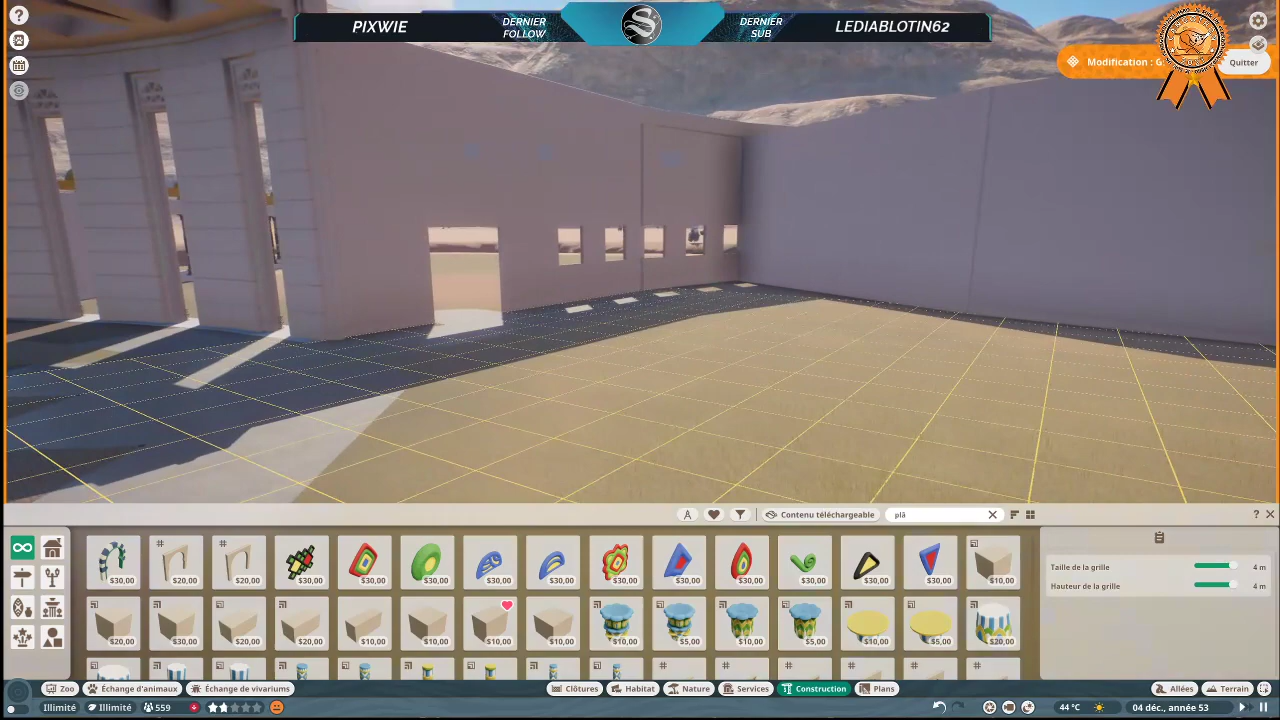 PIXWIE
DERNIER
FOLLOW
DERNIER
SUB
LEDIABLOTIN62
Modification : G
Quitter
A
Contenu téléchargeable
plâ
$30,00
$20,00
$20,00
$30,00
$30,00
$30,00
$30,00
$30,00
$30,00
$30,00
$30,00
$30,00
$30,00
$30,00
$10,00
$20,00
$30,00
$20,00
$20,00
$10,00
$10,00
$10,00
$10,00
$10,00
$5,00
$10,00
$5,00
$10,00
$5,00
$20,00
Taille de la grille
4 m
Hauteur de la grille
4 m
Zoo
Échange d'animaux
Échange de vivariums
Clôtures
Habitat
Nature
Services
Construction
Plans
Allées
Terrain
Illimité
Illimité
559
44 °C
04 déc., année 53